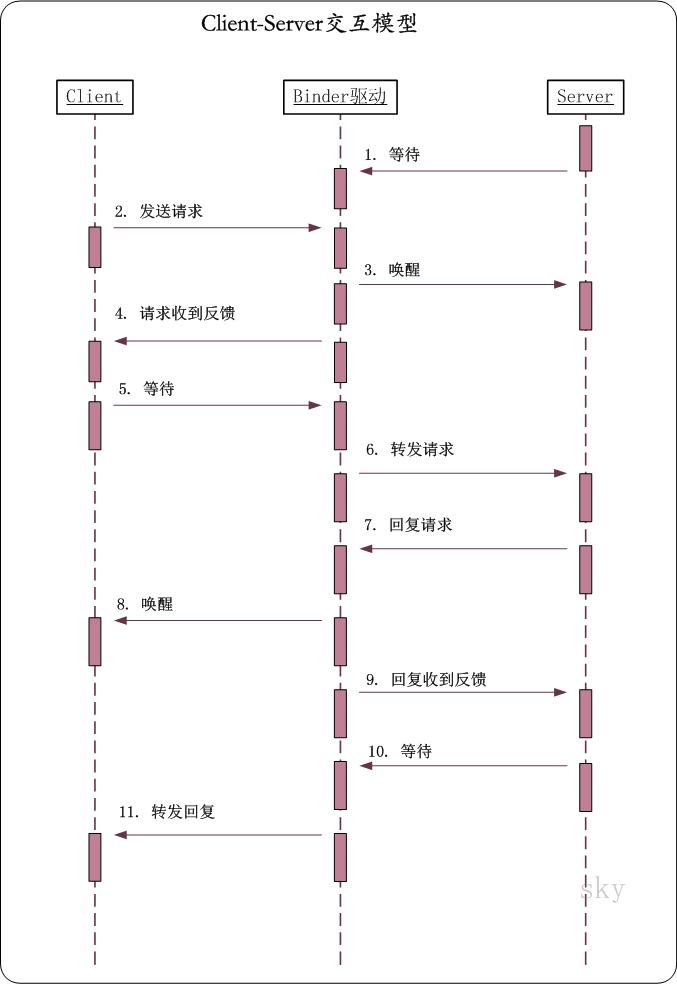 Client-Server交互模型
Client
Binder驱动
Server
1. 等待
2. 发送请求
3. 唤醒
4. 请求收到反馈
5. 等待
6. 转发请求
7. 回复请求
8. 唤醒
9. 回复收到反馈
10. 等待
11. 转发回复
sky